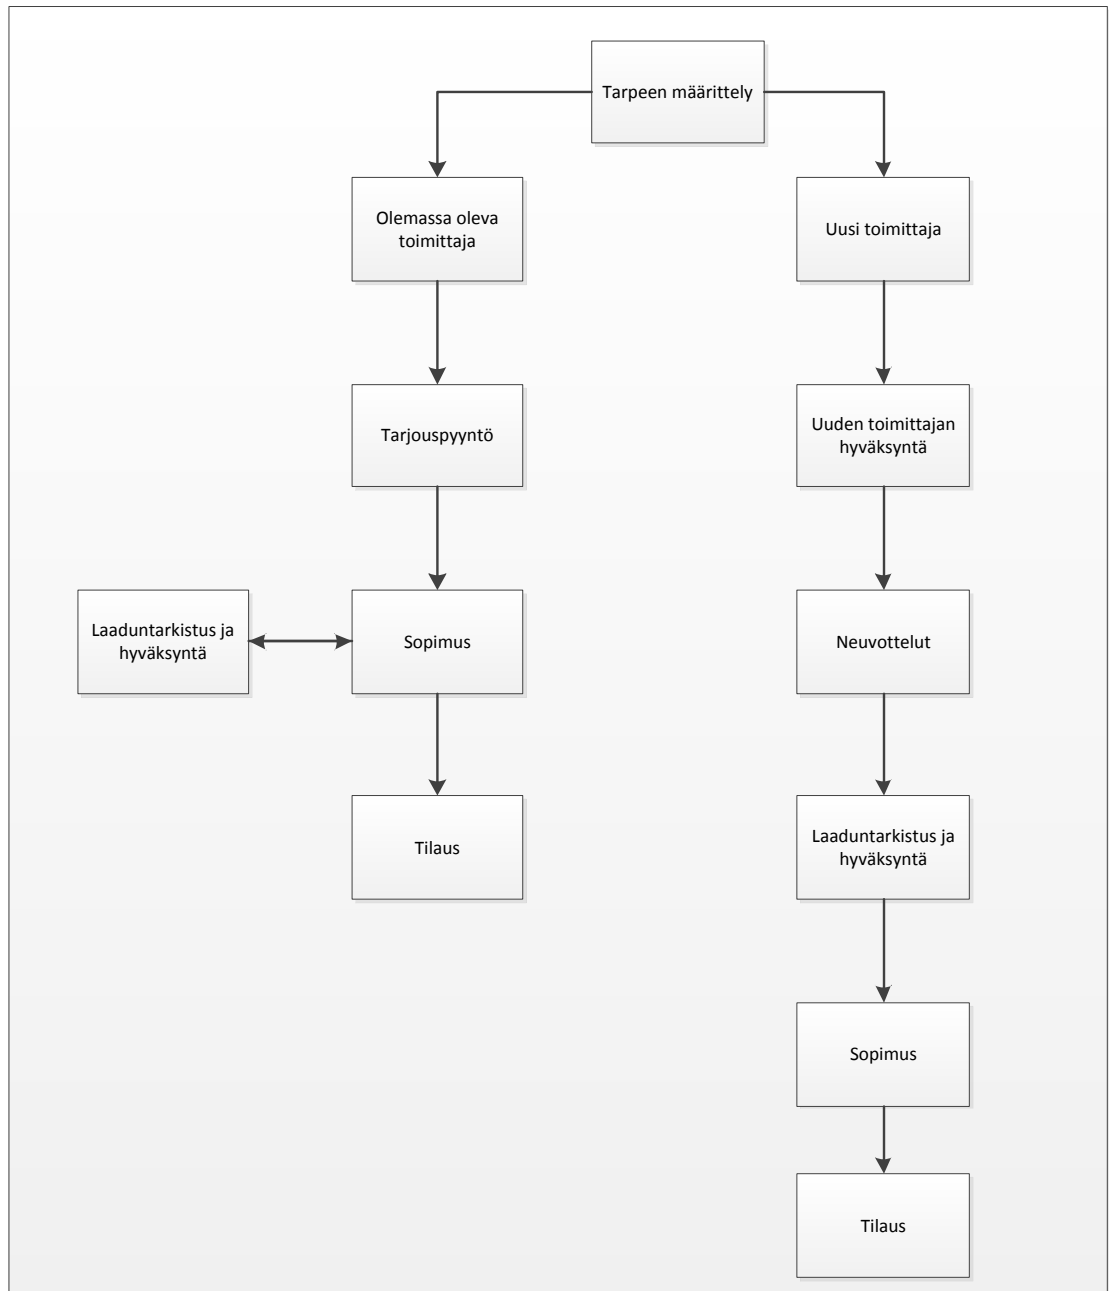 Tarpeen määrittely
Olemassa oleva
toimittaja
Uusi toimittaja
Tarjouspyyntö
Uuden toimittajan
hyväksyntä
Laaduntarkistus ja
hyväksyntä
Sopimus
Neuvottelut
Tilaus
Laaduntarkistus ja
hyväksyntä
Sopimus
Tilaus